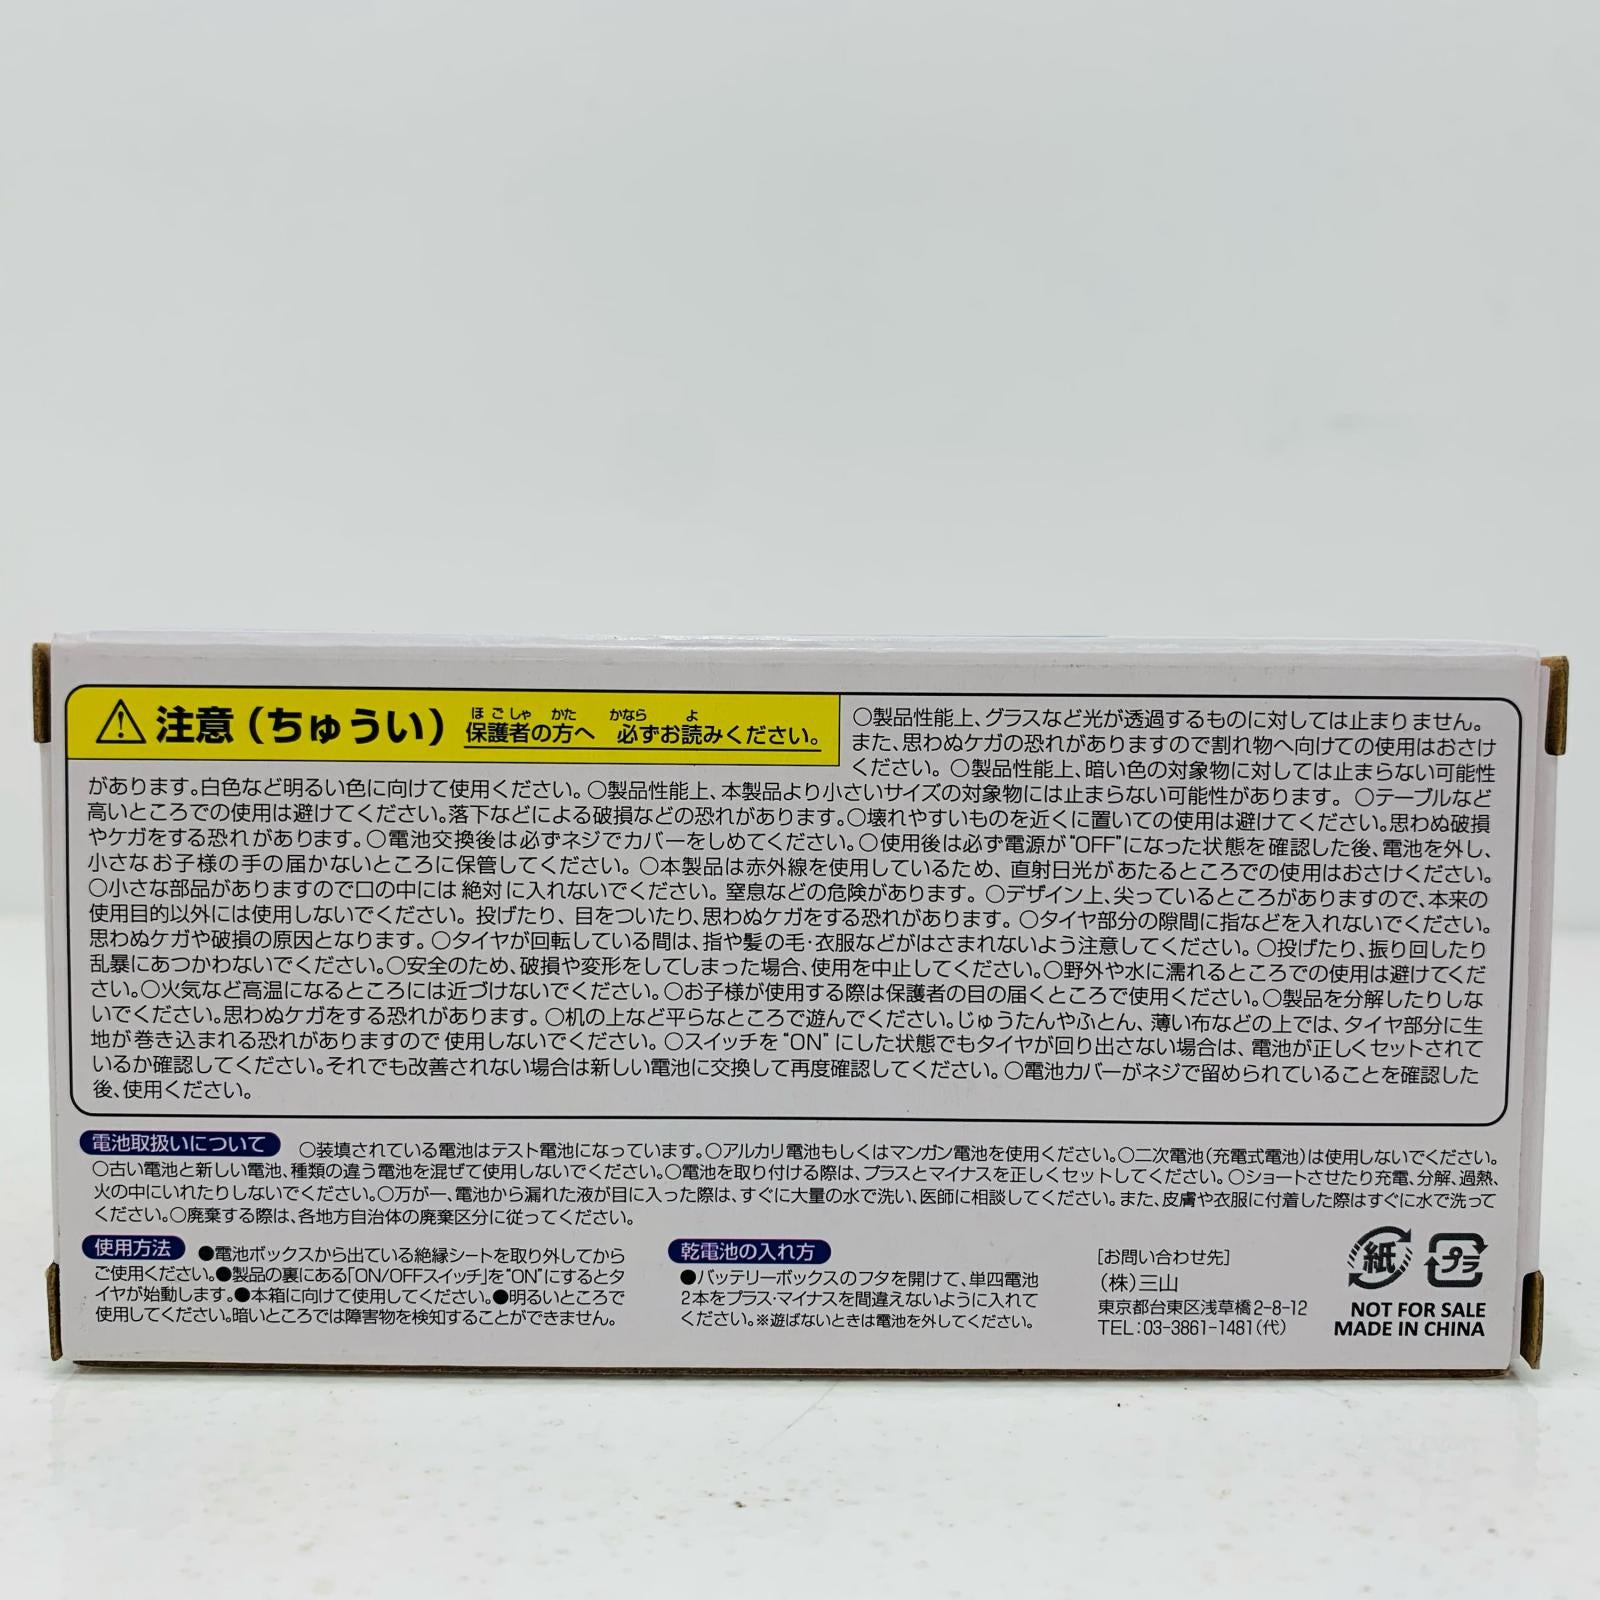 注意（ちゅうい） 保護者の方へ 必ずお読みください。
ほごしゃ かた かなら よ
○製品性能上、グラスなど光が透過するものに対しては止まりません。
また、思わぬケガの恐れがありますので割れ物へ向けての使用はおさけ
ください。○製品性能上、暗い色の対象物に対しては止まらない可能性
があります。白色など明るい色に向けて使用ください。○製品性能上、本製品より小さいサイズの対象物には止まらない可能性があります。○テーブルなど
高いところでの使用は避けてください。落下などによる破損などの恐れがあります。○壊れやすいものを近くに置いての使用は避けてください。思わぬ破損
やケガをする恐れがあります。○電池交換後は必ずネジでカバーをしめてください。○使用後は必ず電源が"OFF"になった状態を確認した後、電池を外し、
小さなお子様の手の届かないところに保管してください。○本製品は赤外線を使用しているため、直射日光があたるところでの使用はおさけください。
○小さな部品がありますので口の中には絶対に入れないでください。窒息などの危険があります。○デザイン上、尖っているところがありますので、本来の
使用目的以外には使用しないでください。投げたり、目をついたり、思わぬケガをする恐れがあります。○タイヤ部分の隙間に指などを入れないでください。
思わぬケガや破損の原因となります。○タイヤが回転している間は、指や髪の毛・衣服などがはさまれないよう注意してください。○投げたり、振り回したり
乱暴にあつかわないでください。○安全のため、破損や変形をしてしまった場合、使用を中止してください。○野外や水に濡れるところでの使用は避けてくだ
さい。○火気など高温になるところには近づけないでください。○お子様が使用する際は保護者の目の届くところで使用ください。○製品を分解したりしな
いでください。思わぬケガをする恐れがあります。○机の上など平らなところで遊んでください。じゅうたんやふとん、薄い布などの上では、タイヤ部分に生
地が巻き込まれる恐れがありますので使用しないでください。○スイッチを"ON"にした状態でもタイヤが回り出さない場合は、電池が正しくセットされて
いるか確認してください。それでも改善されない場合は新しい電池に交換して再度確認してください。○電池カバーがネジで留められていることを確認した
後、使用ください。
電池取扱いについて ○装填されている電池はテスト電池になっています。○アルカリ電池もしくはマンガン電池を使用ください。○二次電池（充電式電池）は使用しないでください。
○古い電池と新しい電池、種類の違う電池を混ぜて使用しないでください。○電池を取り付ける際は、プラスとマイナスを正しくセットしてください。○ショートさせたり充電、分解、過熱、
火の中にいれたりしないでください。○万が一、電池から漏れた液が目に入った際は、すぐに大量の水で洗い、医師に相談してください。また、皮膚や衣服に付着した際はすぐに水で洗って
ください。○廃棄する際は、各地方自治体の廃棄区分に従ってください。
使用方法 ●電池ボックスから出ている絶縁シートを取り外してから
ご使用ください。●製品の裏にある「ON/OFFスイッチ」を"ON"にするとタ
イヤが始動します。●本箱に向けて使用してください。●明るいところで
使用してください。暗いところでは障害物を検知することができません。
乾電池の入れ方
●バッテリーボックスのフタを開けて、単四電池
2本をプラス・マイナスを間違えないように入れて
ください。※遊ばないときは電池を外してください。
[お問い合わせ先]
（株）三山
東京都台東区浅草橋2-8-12
TEL：03-3861-1481（代）
紙 プラ
NOT FOR SALE
MADE IN CHINA